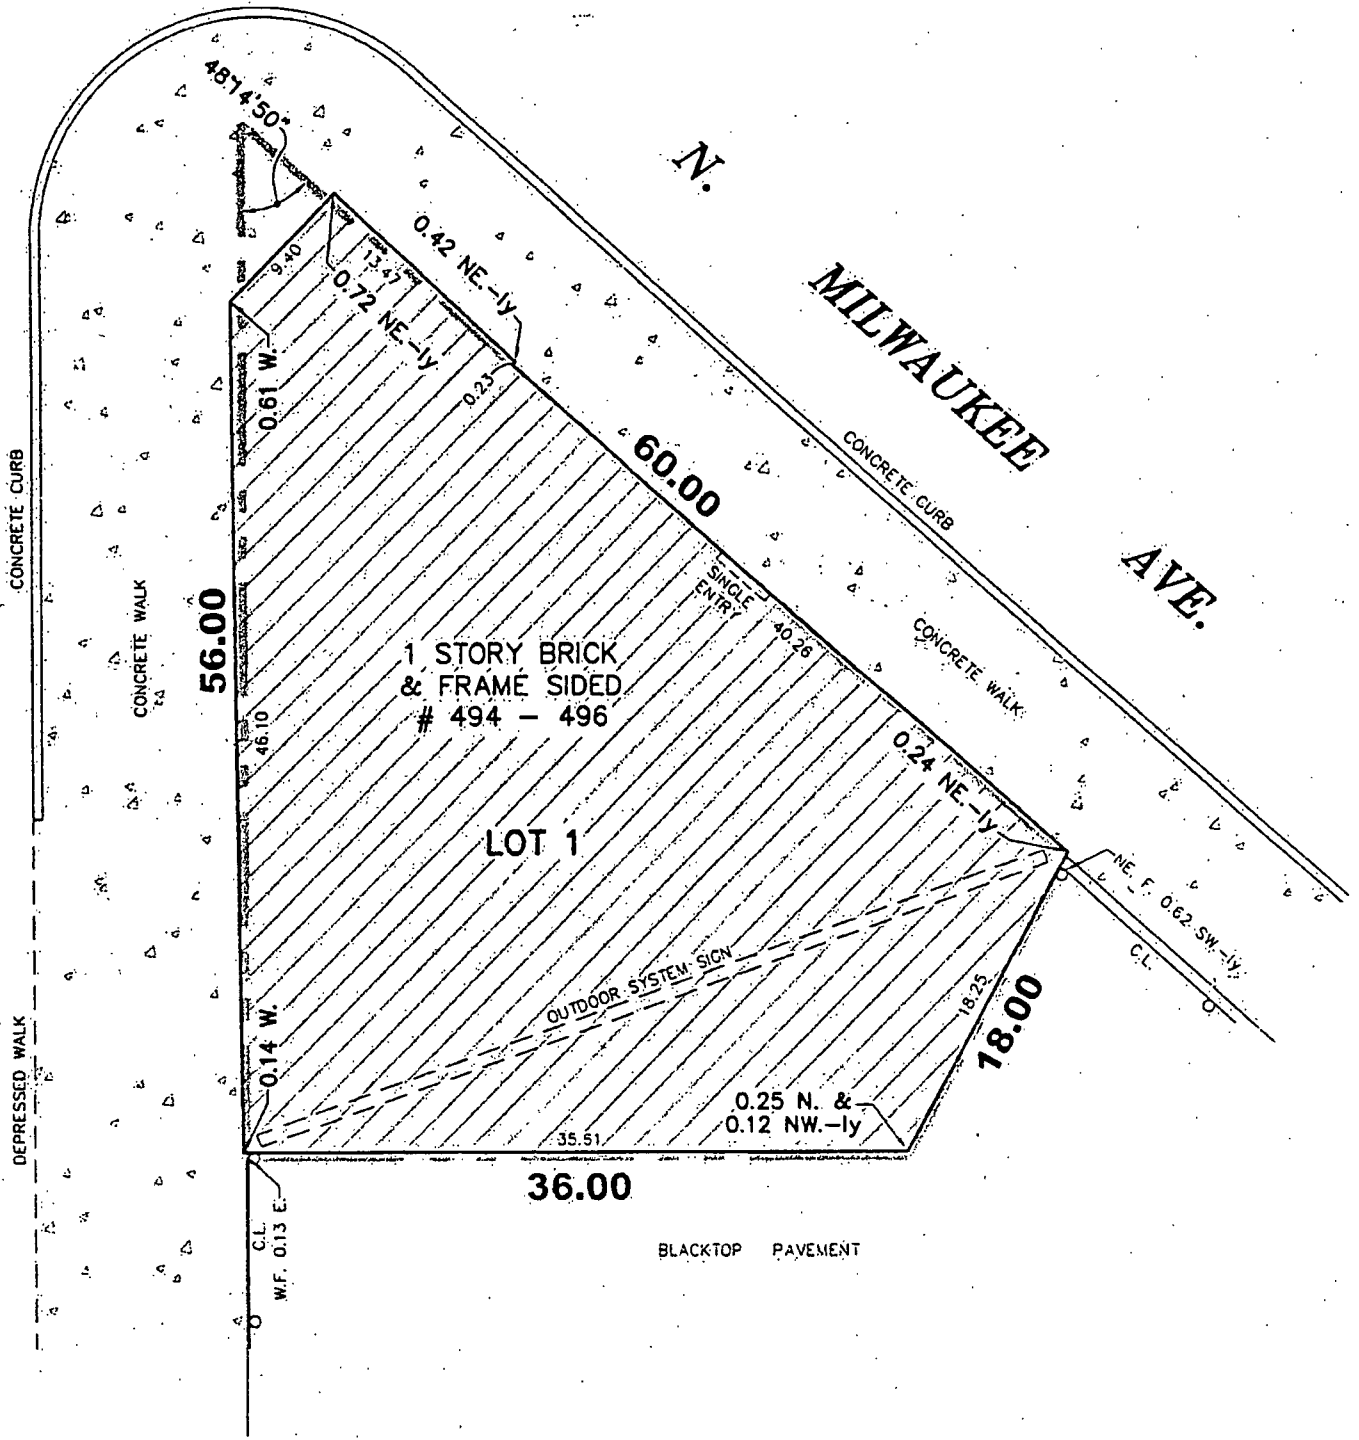 48°14'50"
N.
MILWAUKEE
AVE.
9.40
13.47
0.42 NE.-ly
0.72 NE.-ly
0.61 W.
0.23
60.00
CONCRETE CURB
CONCRETE CURB
CONCRETE WALK
CONCRETE WALK
SINGLE
ENTRY
40.26
56.00
46.10
1 STORY BRICK
& FRAME SIDED
# 494 - 496
0.24 NE.-ly
LOT 1
NE. F. 0.62 SW.-ly
C.L.
OUTDOOR SYSTEM SIGN
18.25
18.00
DEPRESSED WALK
0.14 W.
0.25 N. &
0.12 NW.-ly
35.51
36.00
C.L.
W.F. 0.13 E.
BLACKTOP PAVEMENT